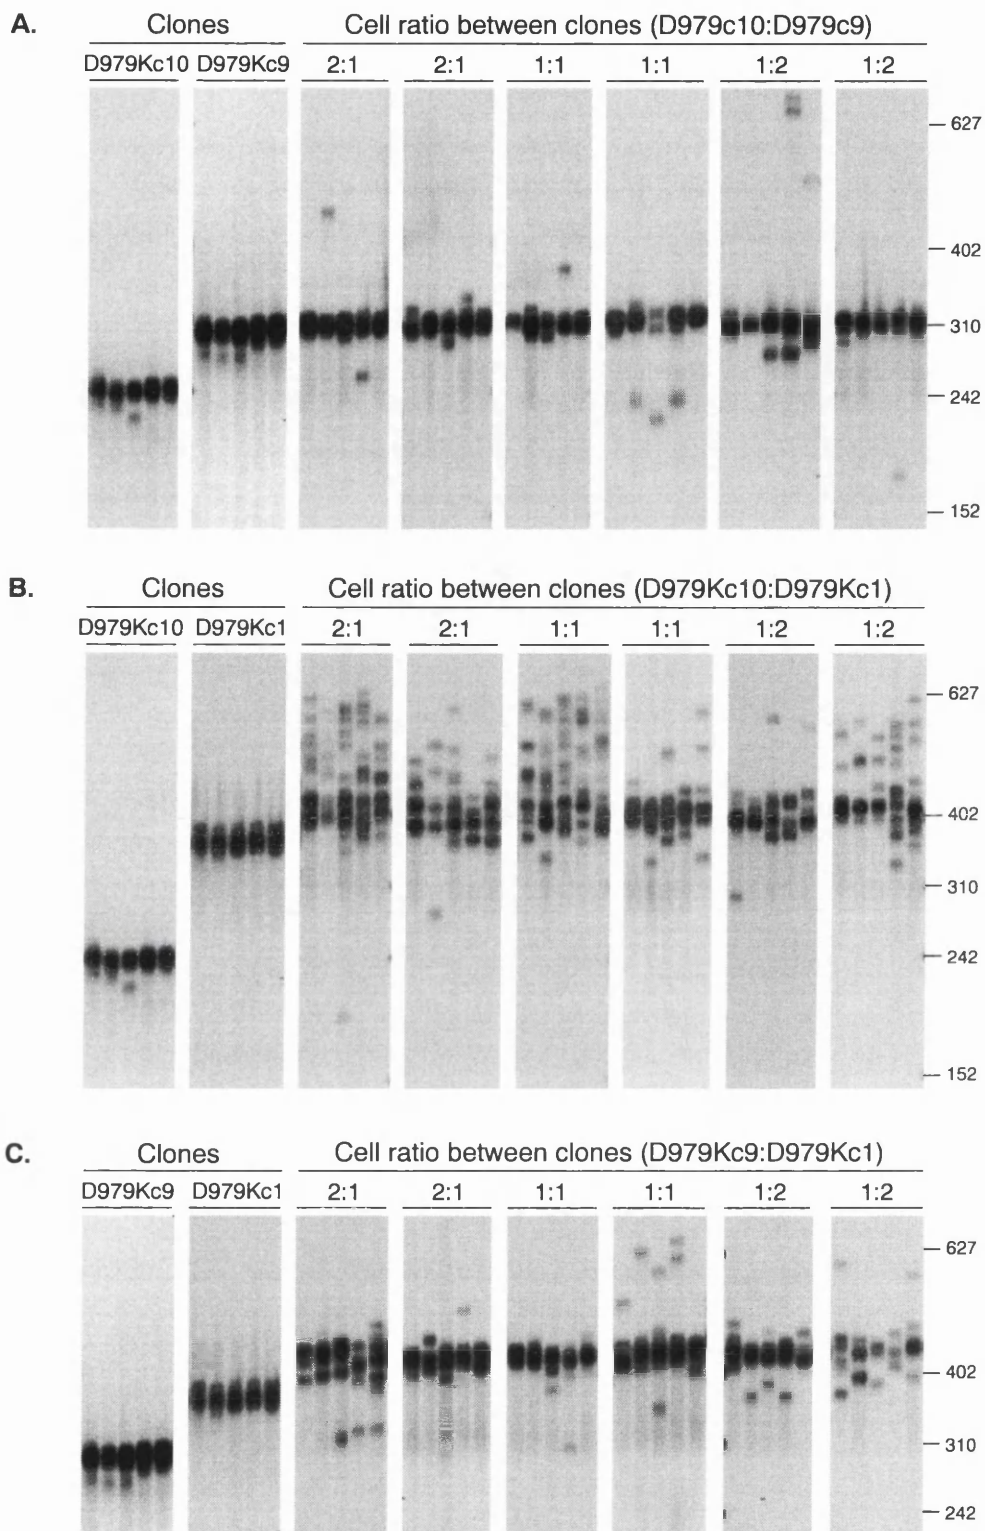 A.
Clones Cell ratio between clones (D979c10:D979c9)
D979Kc10 D979Kc9 2:1 2:1 1:1 1:1 1:2 1:2
627
402
310
242
152
B.
Clones Cell ratio between clones (D979Kc10:D979Kc1)
D979Kc10 D979Kc1 2:1 2:1 1:1 1:1 1:2 1:2
627
402
310
242
152
C.
Clones Cell ratio between clones (D979Kc9:D979Kc1)
D979Kc9 D979Kc1 2:1 2:1 1:1 1:1 1:2 1:2
627
402
310
242